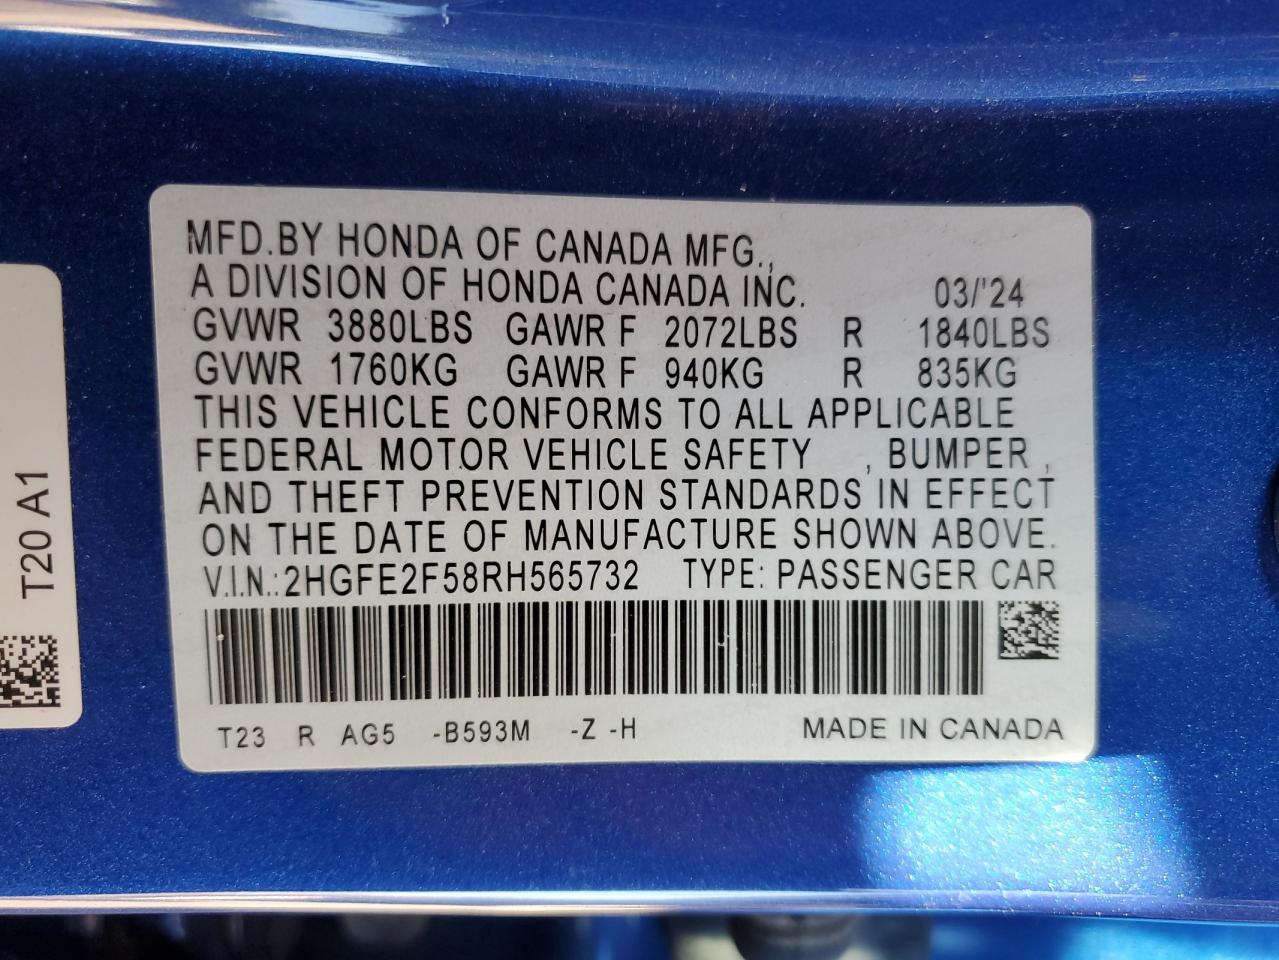 MFD.BY HONDA OF CANADA MFG.,
A DIVISION OF HONDA CANADA INC. 03/'24
GVWR 3880LBS GAWR F 2072LBS R 1840LBS
GVWR 1760KG GAWR F 940KG R 835KG
THIS VEHICLE CONFORMS TO ALL APPLICABLE
FEDERAL MOTOR VEHICLE SAFETY , BUMPER ,
AND THEFT PREVENTION STANDARDS IN EFFECT
ON THE DATE OF MANUFACTURE SHOWN ABOVE.
V.I.N.:2HGFE2F58RH565732 TYPE: PASSENGER CAR
T23 R AG5 -B593M -Z -H MADE IN CANADA
T20 A1